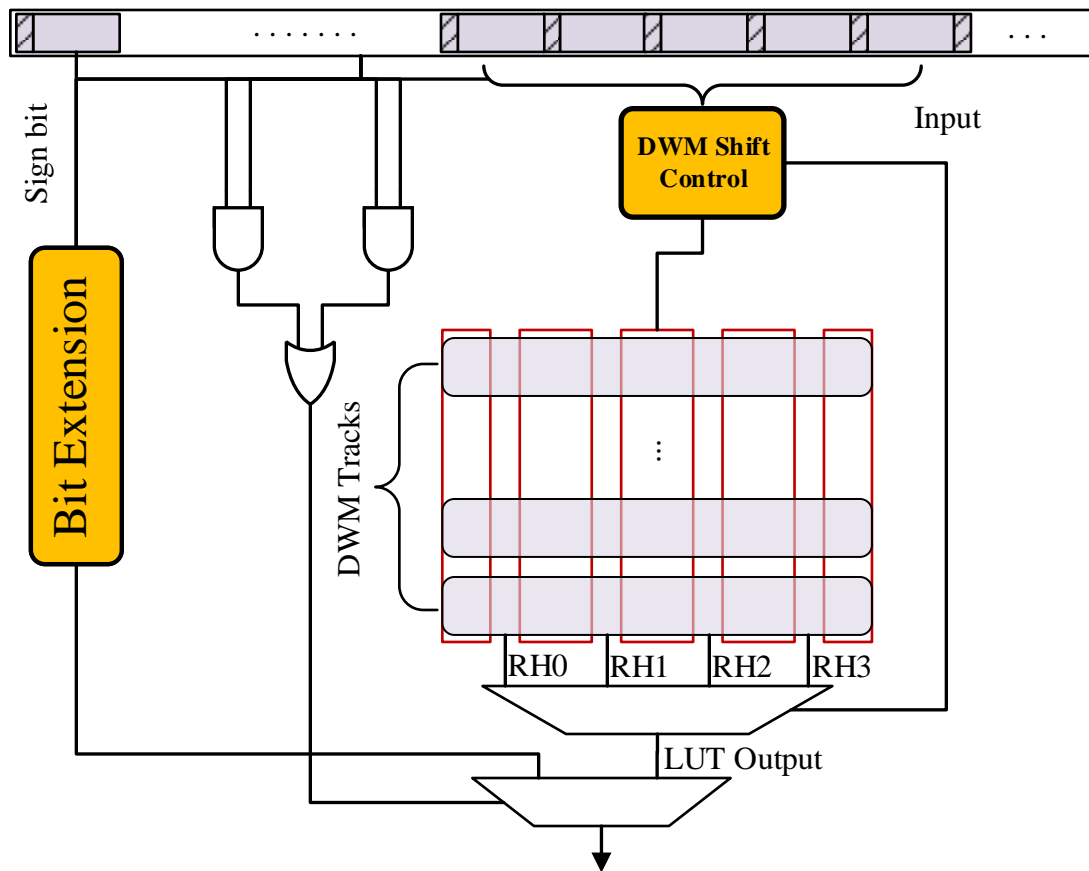 . . . . . . .
. . .
Sign bit
Input
DWM Shift
Control
Bit Extension
DWM Tracks
...
RH0
RH1
RH2
RH3
LUT Output